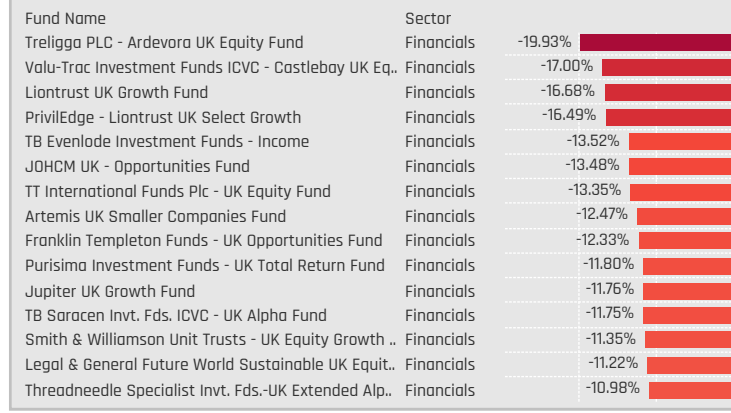 Fund Name Sector
Treligga PLC - Ardevora UK Equity Fund Financials -19.93%
Valu-Trac Investment Funds ICVC - Castlebay UK Eq.. Financials -17.00%
Liontrust UK Growth Fund Financials -16.68%
PrivilEdge - Liontrust UK Select Growth Financials -16.49%
TB Evenlode Investment Funds - Income Financials -13.52%
JOHCM UK - Opportunities Fund Financials -13.48%
TT International Funds Plc - UK Equity Fund Financials -13.35%
Artemis UK Smaller Companies Fund Financials -12.47%
Franklin Templeton Funds - UK Opportunities Fund Financials -12.33%
Purisima Investment Funds - UK Total Return Fund Financials -11.80%
Jupiter UK Growth Fund Financials -11.76%
TB Saracen Invt. Fds. ICVC - UK Alpha Fund Financials -11.75%
Smith & Williamson Unit Trusts - UK Equity Growth .. Financials -11.35%
Legal & General Future World Sustainable UK Equit.. Financials -11.22%
Threadneedle Specialist Invt. Fds.-UK Extended Alp.. Financials -10.98%